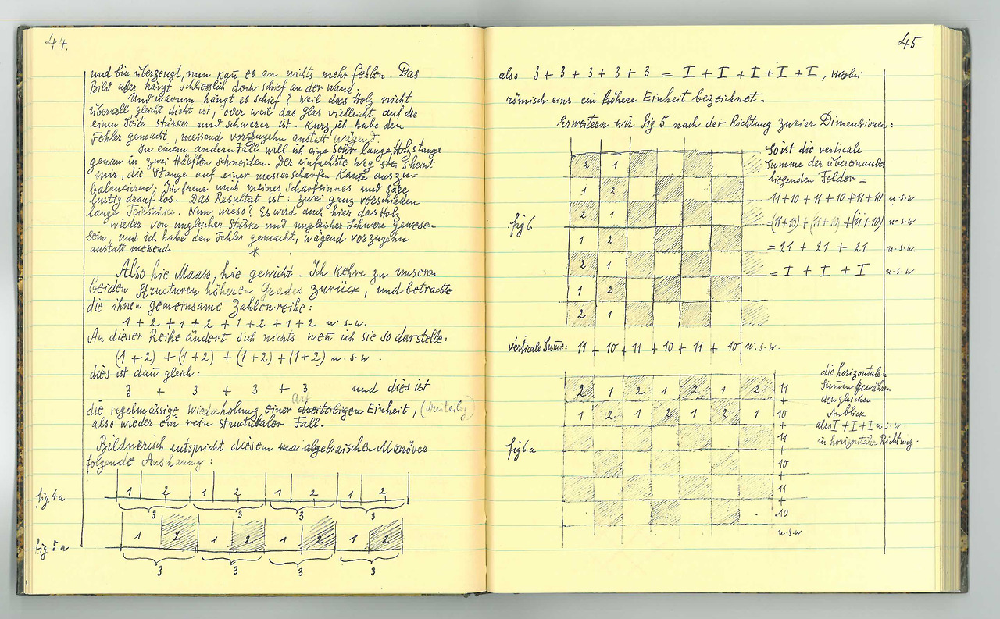 44.
und bin überzeugt, nun kañ es an nichts mehr fehlen. Das
Bild aber hängt schliesslich doch schief an der Wand.
Und warum hängt es schief? Weil das Holz nicht
überall gleich dicht ist, oder weil das Glas vielleicht auf der
einen Seite stärker und schwerer ist. Kurz, ich habe den
Fehler gemacht, messend vorzugehn anstatt wägend.
In einem andern Fall will ich eine sehr lange Holzstange
genau in zwei Hälften schneiden. Der einfachste Weg scheint
mir, die Stange auf einer messerscharfen Kante auszu=
balancieren. Ich freue mich meines Scharfsinnes und säge
lustig drauf los. Das Resultat ist: zwei ganz verschieden
lange Teilstücke. Nun wieso? Es wird auch hier das Holz
wieder von ungleicher Stärke und ungleicher Schwere gewesen
sein, und ich habe den Fehler gemacht, wägend vorzugehn
anstatt messend.
*
Also hie Maass, hie gewicht. Ich kehre zu unseren
beiden Structuren höheren Grades zurück, und betrachte
die ihnen gemeinsame Zahlenreihe:
1 + 2 + 1 + 2 + 1 + 2 + 1 + 2 u. s. w.
An dieser Reihe ändert sich nichts weñ ich sie so darstelle.
(1 + 2) + (1 + 2) + (1 + 2) + (1 + 2) u. s. w.
dies ist dañ gleich:
3 + 3 + 3 + 3 und dies ist
die regelmässige Wiederholung einer art dreiteiligen Einheit, (dreiteilig)
also wieder ein rein structuraler Fall.
Bildnerisch entspricht diesem algebraischen Manöver
folgende
fig 4a
1 2 1 2 1 2 1 2
3 3 3 3
fig 5a
1 2 1 2 1 2 1 2
3 3 3 3
45
also 3 + 3 + 3 + 3 + 3 = I + I + I + I + I, wobei
römisch eins ein höhere Einheit bezeichnet.
Erweitern wir fig 5 nach der Richtung zweier Dimensionen:
So ist die verticale
Summe der übereinander
liegenden Felder =
11+10 + 11 + 10 + 11 + 10 u. s. w
(11+10) + (11+10) + (11+10) u. s. w
= 21 + 21 + 21 u. s. w.
= I + I + I u. s. w
fig 6
2 1
1 2
2 1
1 2
2 1
1 2
2 1
verticale Sum̄e: 11 + 10 + 11 + 10 + 11 + 10 u. s. w.
fig 6a
2 1 2 1 2 1 2 11
+
1 2 1 2 1 2 1 10
+
11
+
10
+
11
+
10
u. s. w
die horizontalen
Sum̄en gewähren
den gleichen
Anblick
also I + I + I u. s. w.
in horizontaler Richtung.